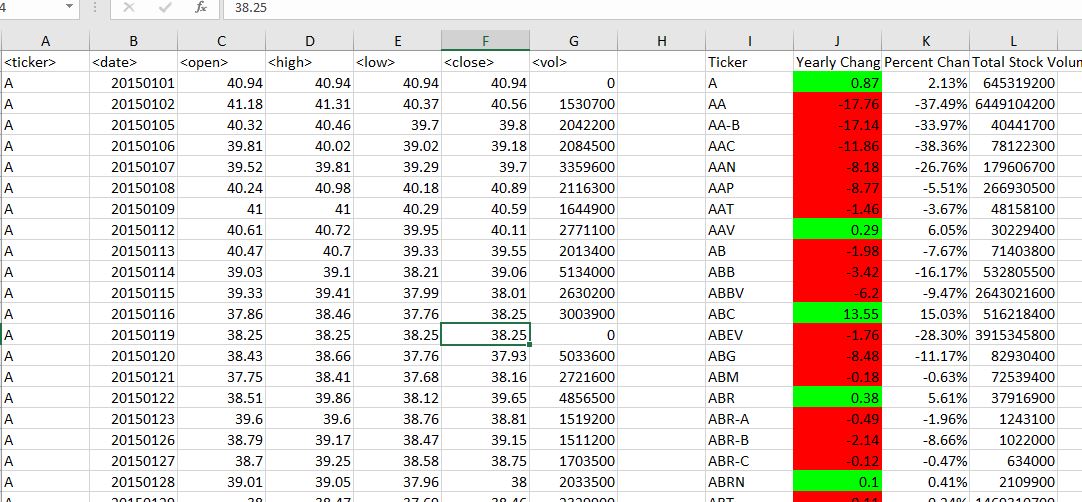 4 fx 38.25
A B C D E F G H I J K L
<ticker> <date> <open> <high> <low> <close> <vol> Ticker Yearly Chang Percent Chan Total Stock Volum
A 20150101 40.94 40.94 40.94 40.94 0 A 0.87 2.13% 645319200
A 20150102 41.18 41.31 40.37 40.56 1530700 AA -17.76 -37.49% 6449104200
A 20150105 40.32 40.46 39.7 39.8 2042200 AA-B -17.14 -33.97% 40441700
A 20150106 39.81 40.02 39.02 39.18 2084500 AAC -11.86 -38.36% 78122300
A 20150107 39.52 39.81 39.29 39.7 3359600 AAN -8.18 -26.76% 179606700
A 20150108 40.24 40.98 40.18 40.89 2116300 AAP -8.77 -5.51% 266930500
A 20150109 41 41 40.29 40.59 1644900 AAT -1.46 -3.67% 48158100
A 20150112 40.61 40.72 39.95 40.11 2771100 AAV 0.29 6.05% 30229400
A 20150113 40.47 40.7 39.33 39.55 2013400 AB -1.98 -7.67% 71403800
A 20150114 39.03 39.1 38.21 39.06 5134000 ABB -3.42 -16.17% 532805500
A 20150115 39.33 39.41 37.99 38.01 2630200 ABBV -6.2 -9.47% 2643021600
A 20150116 37.86 38.46 37.76 38.25 3003900 ABC 13.55 15.03% 516218400
A 20150119 38.25 38.25 38.25 38.25 0 ABEV -1.76 -28.30% 3915345800
A 20150120 38.43 38.66 37.76 37.93 5033600 ABG -8.48 -11.17% 82930400
A 20150121 37.75 38.41 37.68 38.16 2721600 ABM -0.18 -0.63% 72539400
A 20150122 38.51 39.86 38.12 39.65 4856500 ABR 0.38 5.61% 37916900
A 20150123 39.6 39.6 38.76 38.81 1519200 ABR-A -0.49 -1.96% 1243100
A 20150126 38.79 39.17 38.47 39.15 1511200 ABR-B -2.14 -8.66% 1022000
A 20150127 38.7 39.25 38.58 38.75 1703500 ABR-C -0.12 -0.47% 634000
A 20150128 39.01 39.05 37.96 38 2033500 ABRN 0.1 0.41% 2109900